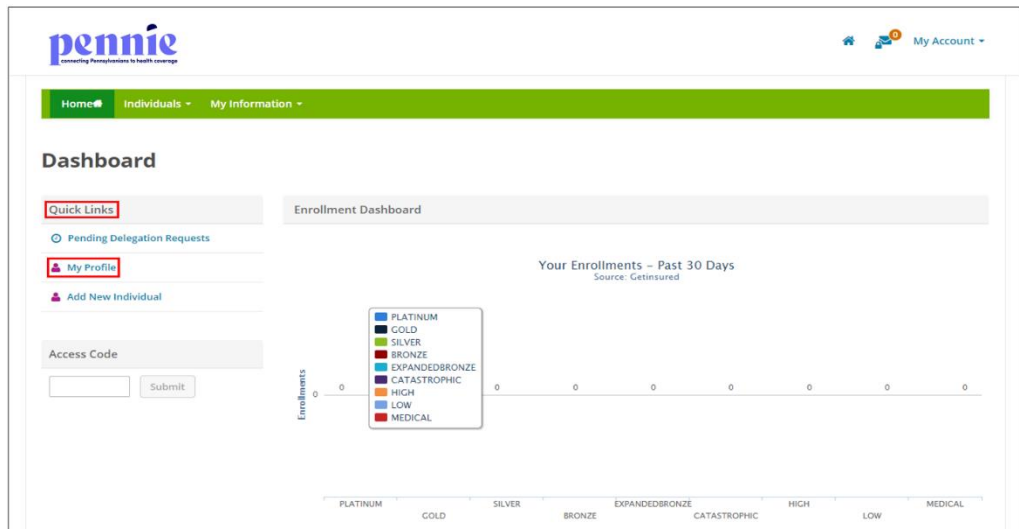 pennie
connecting Pennsylvanians to health coverage
0
My Account
Home
Individuals
My Information
Dashboard
Quick Links
Pending Delegation Requests
My Profile
Add New Individual
Access Code
Submit
Enrollment Dashboard
Your Enrollments – Past 30 Days
Source: Getinsured
PLATINUM
GOLD
SILVER
BRONZE
EXPANDEDBRONZE
CATASTROPHIC
HIGH
LOW
MEDICAL
Enrollments
0
0 0 0 0 0 0 0 0
PLATINUM SILVER EXPANDEDBRONZE HIGH MEDICAL
GOLD BRONZE CATASTROPHIC LOW